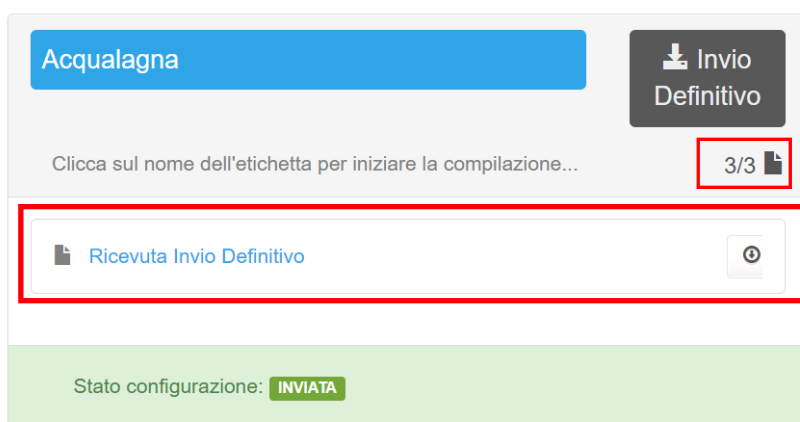 Acqualagna
Invio
Definitivo
Clicca sul nome dell'etichetta per iniziare la compilazione...
3/3
Ricevuta Invio Definitivo
Stato configurazione: INVIATA